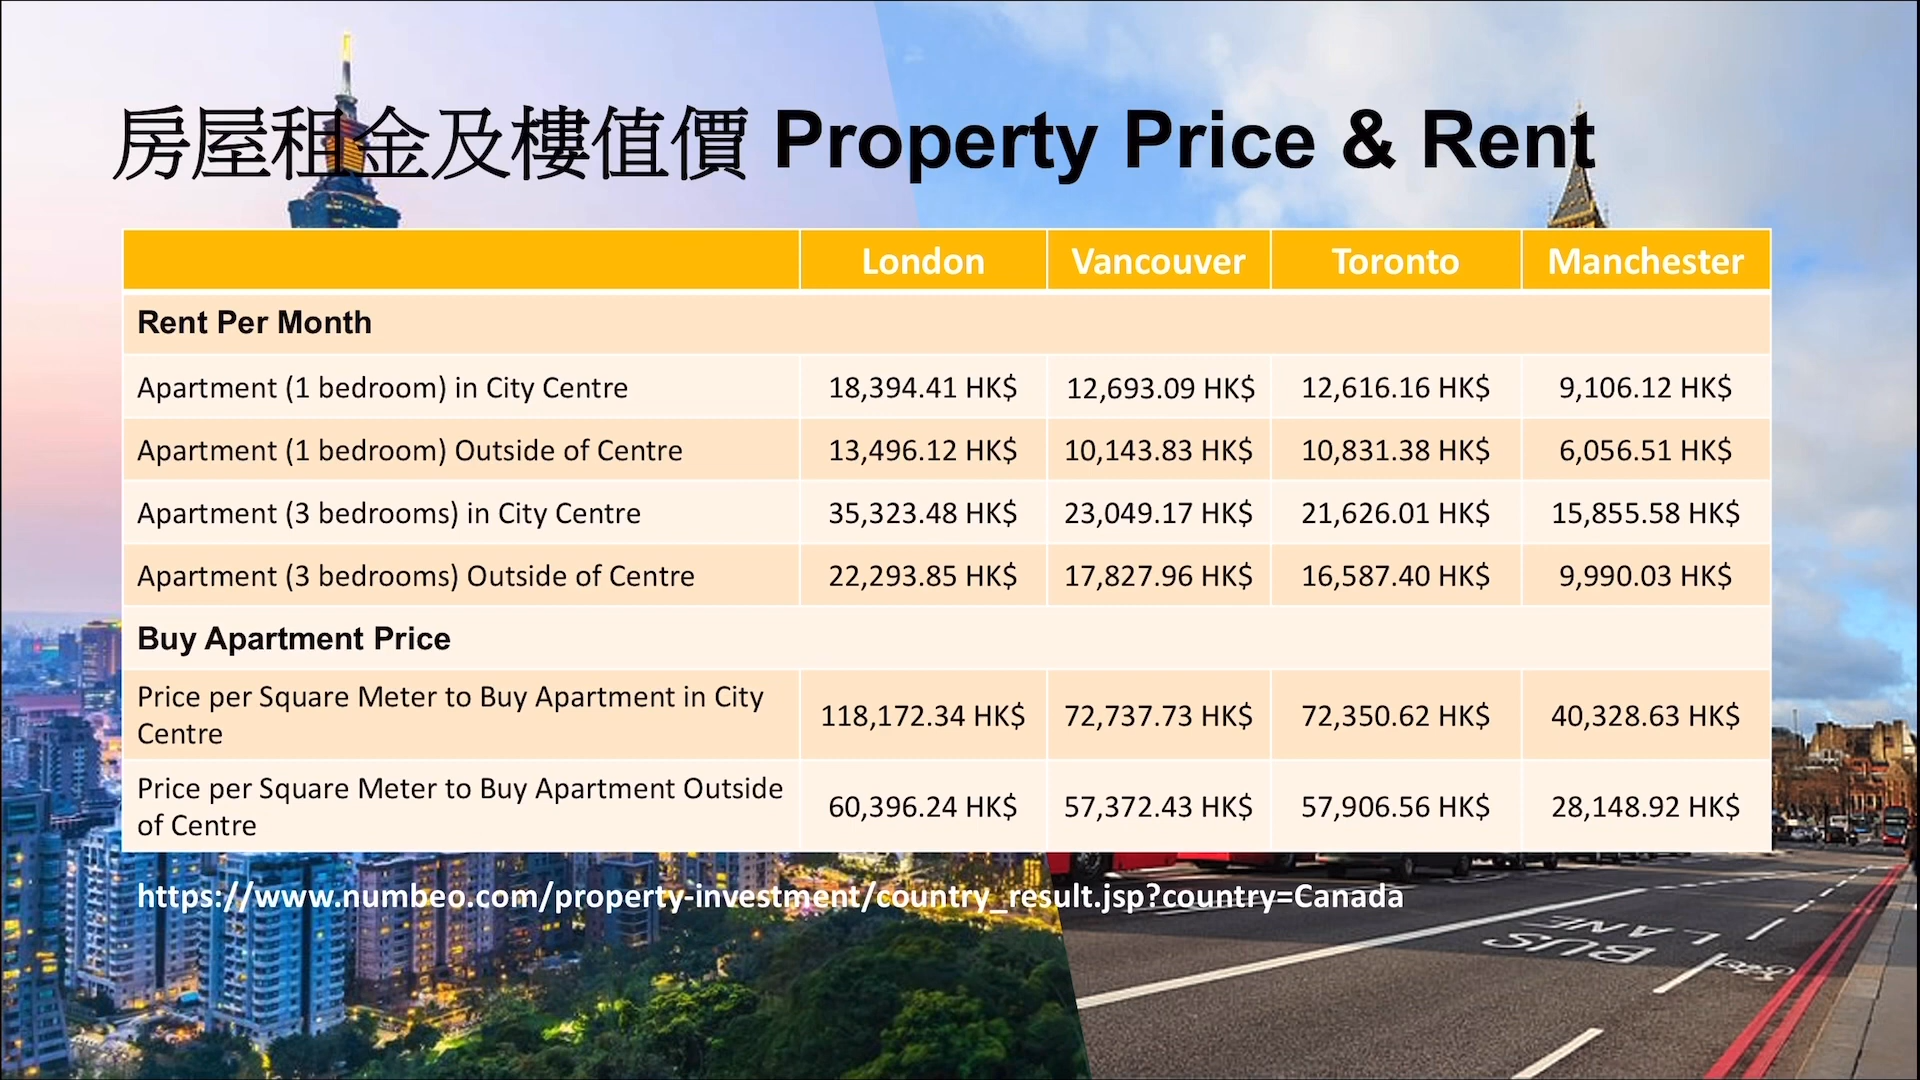 房屋租金及樓值價 Property Price & Rent
London Vancouver Toronto Manchester
Rent Per Month
Apartment (1 bedroom) in City Centre 18,394.41 HK$ 12,693.09 HK$ 12,616.16 HK$ 9,106.12 HK$
Apartment (1 bedroom) Outside of Centre 13,496.12 HK$ 10,143.83 HK$ 10,831.38 HK$ 6,056.51 HK$
Apartment (3 bedrooms) in City Centre 35,323.48 HK$ 23,049.17 HK$ 21,626.01 HK$ 15,855.58 HK$
Apartment (3 bedrooms) Outside of Centre 22,293.85 HK$ 17,827.96 HK$ 16,587.40 HK$ 9,990.03 HK$
Buy Apartment Price
Price per Square Meter to Buy Apartment in City
Centre 118,172.34 HK$ 72,737.73 HK$ 72,350.62 HK$ 40,328.63 HK$
Price per Square Meter to Buy Apartment Outside
of Centre 60,396.24 HK$ 57,372.43 HK$ 57,906.56 HK$ 28,148.92 HK$
https://www.numbeo.com/property-investment/country_result.jsp?country=Canada
BUS
LANE